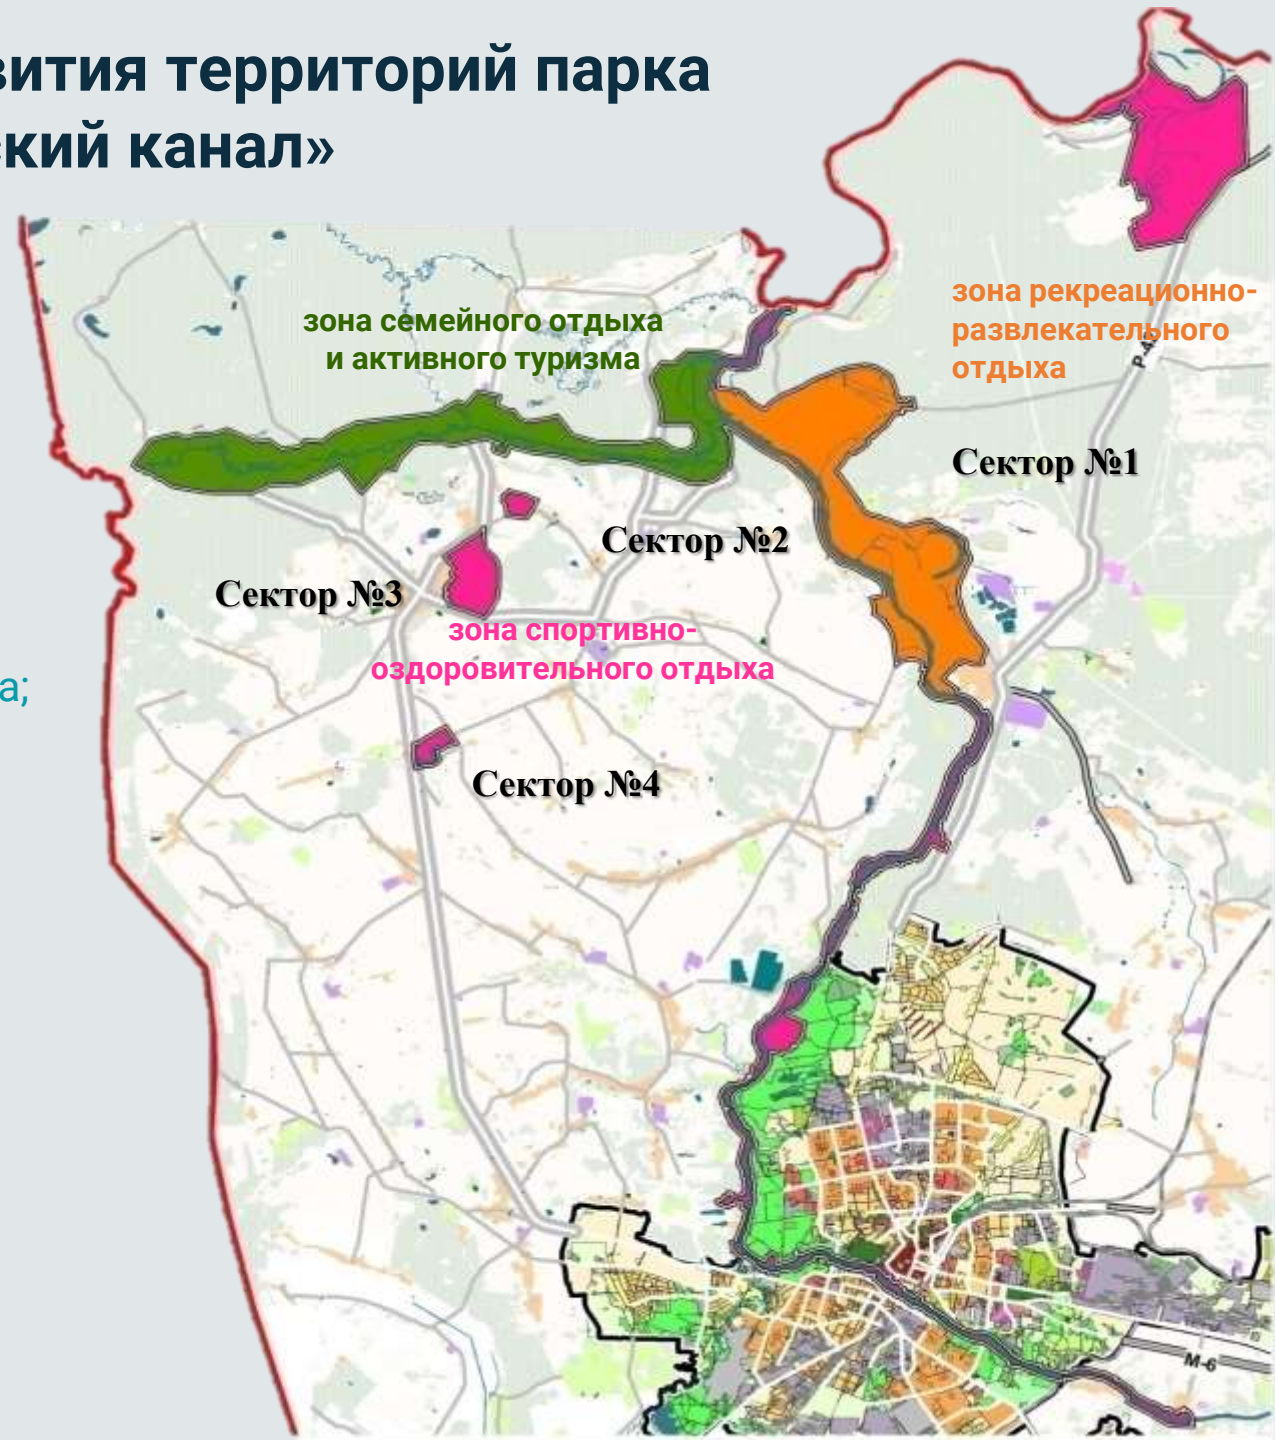 вития территорий парка
ский канал»
зона рекреационно-
развлекательного
отдыха
зона семейного отдыха
и активного туризма
Сектор №1
Сектор №2
Сектор №3
зона спортивно-
оздоровительного отдыха
а;
Сектор №4
М-6